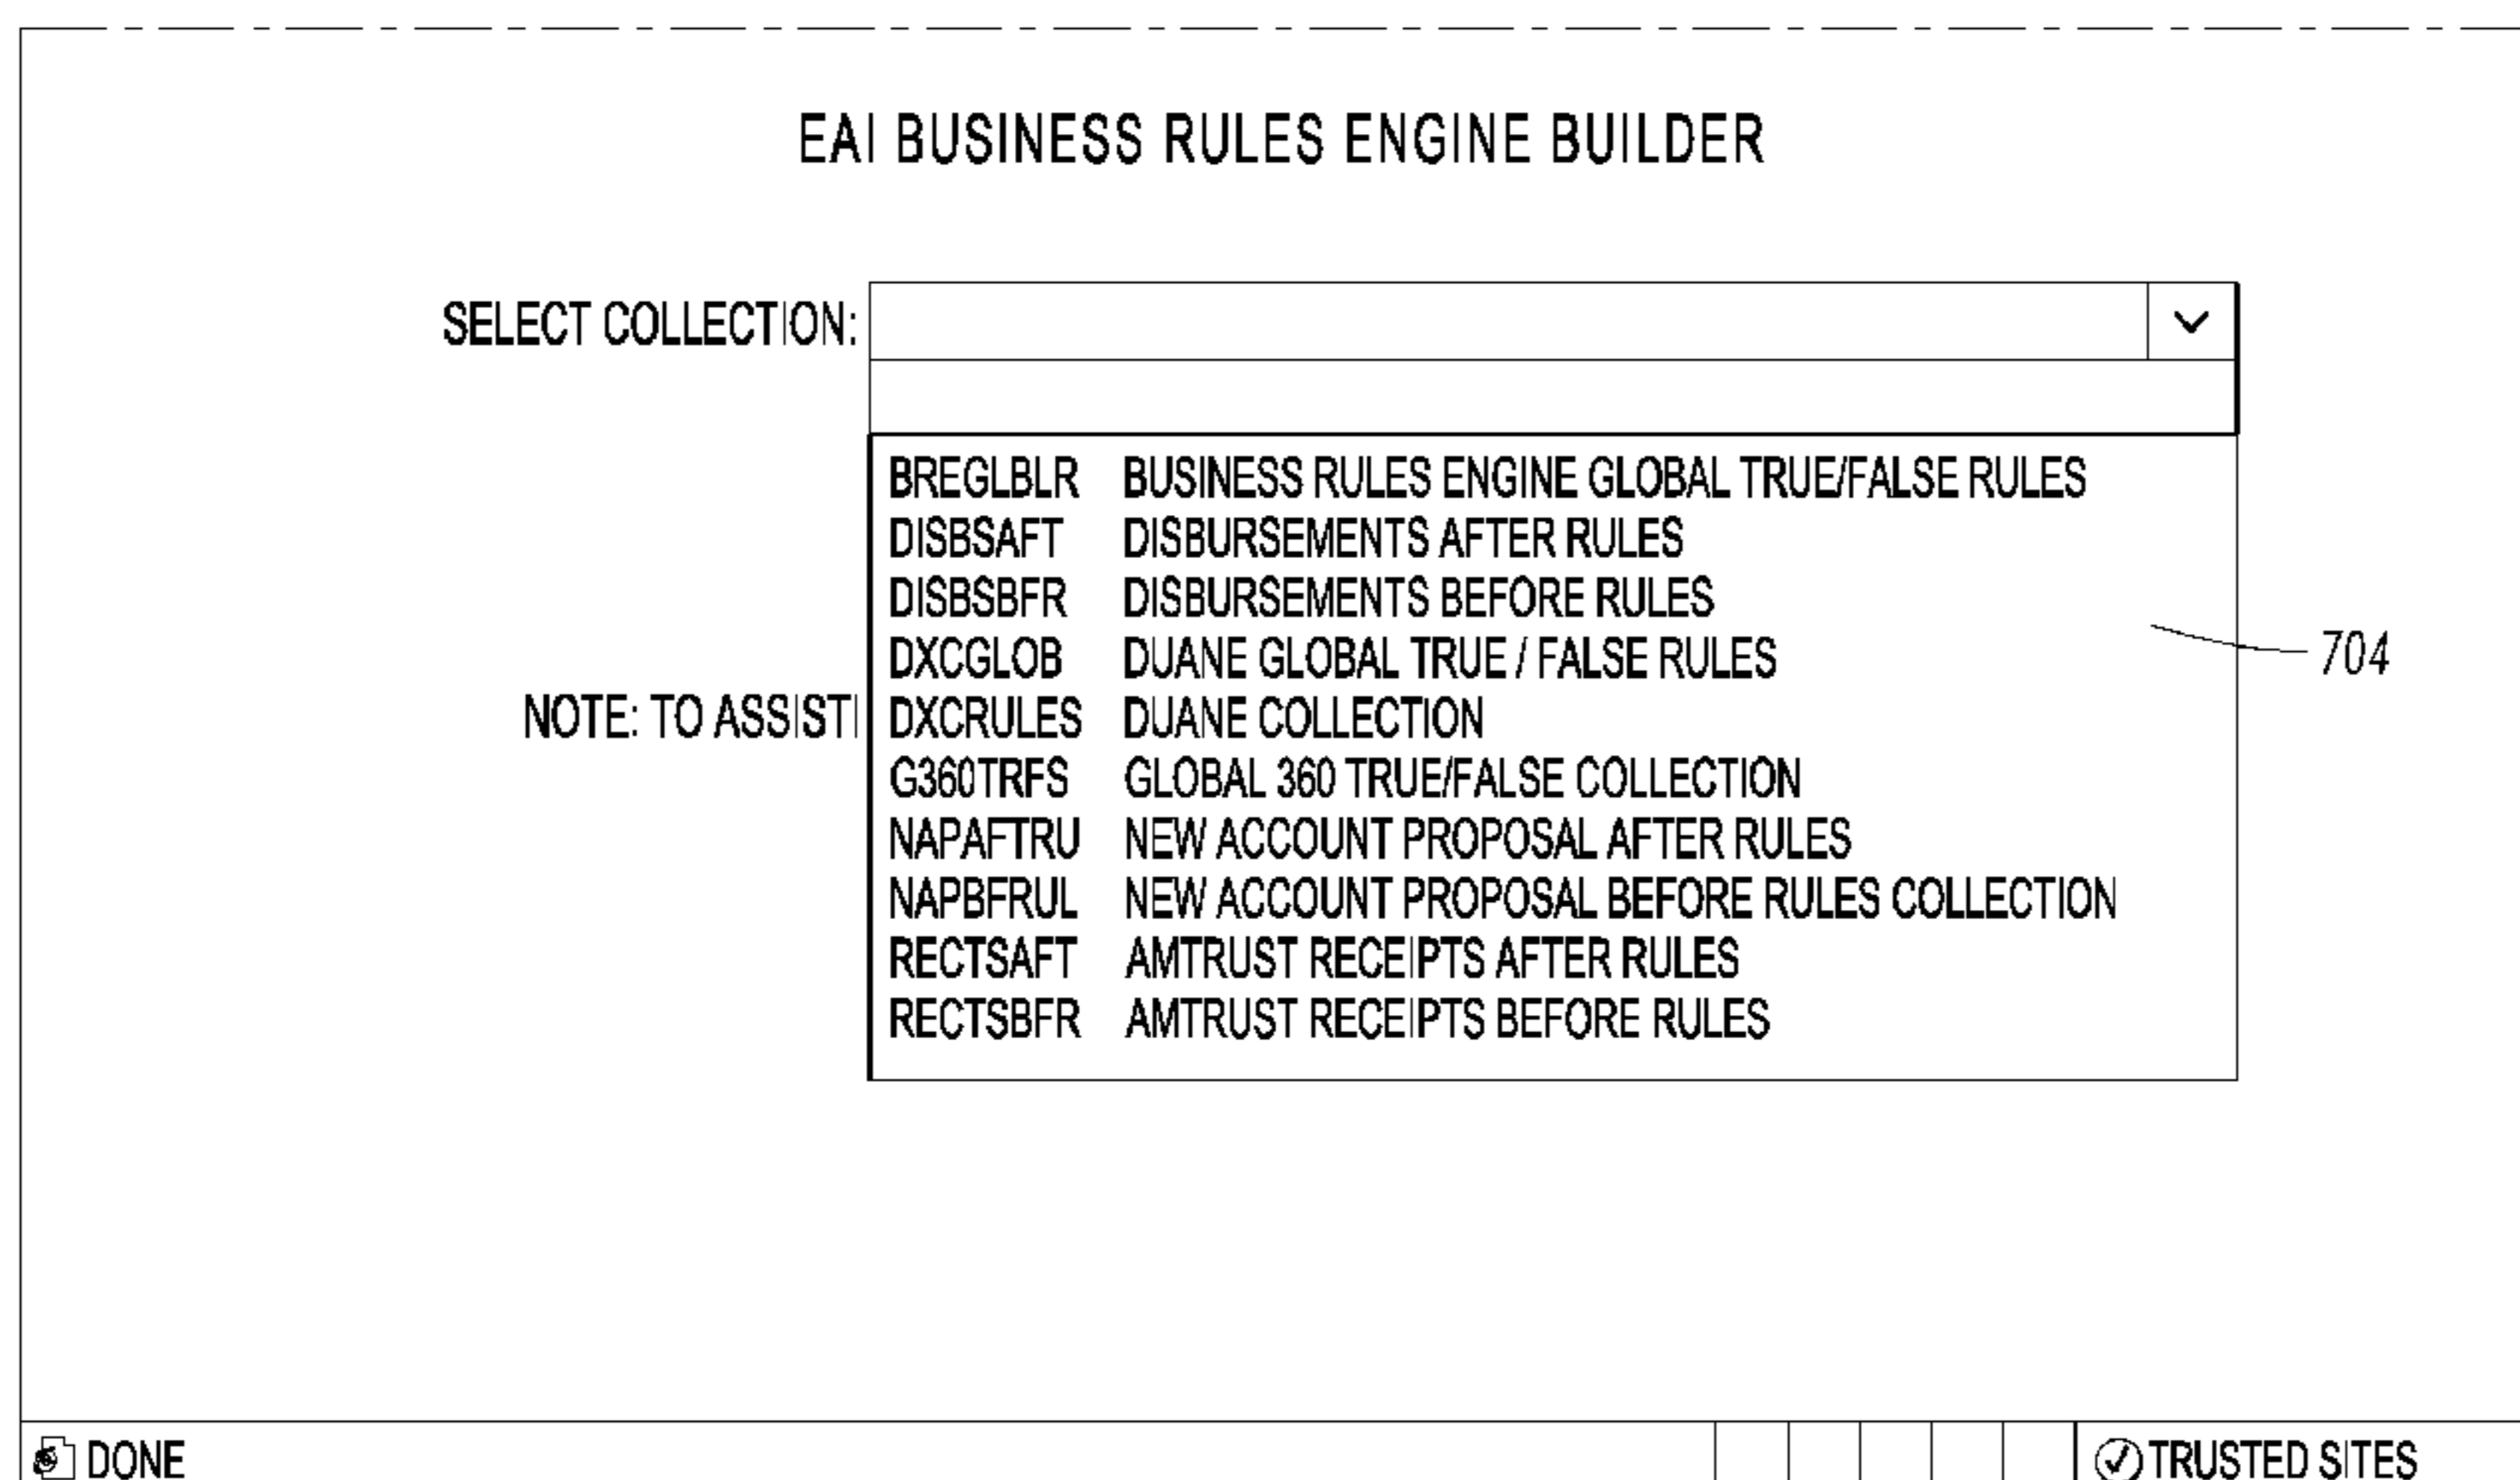 EAI BUSINESS RULES ENGINE BUILDER
SELECT COLLECTION:
BREGLBLR BUSINESS RULES ENGINE GLOBAL TRUE/FALSE RULES
DISBSAFT DISBURSEMENTS AFTER RULES
DISBSBFR DISBURSEMENTS BEFORE RULES
DXCGLOB DUANE GLOBAL TRUE / FALSE RULES
704
NOTE: TO ASSISTI DXCRULES DUANE COLLECTION
G360TRFS GLOBAL 360 TRUE/FALSE COLLECTION
NAPAFTRU NEW ACCOUNT PROPOSAL AFTER RULES
NAPBFRUL NEW ACCOUNT PROPOSAL BEFORE RULES COLLECTION
RECTSAFT AMTRUST RECEIPTS AFTER RULES
RECTSBFR AMTRUST RECEIPTS BEFORE RULES
DONE TRUSTED SITES